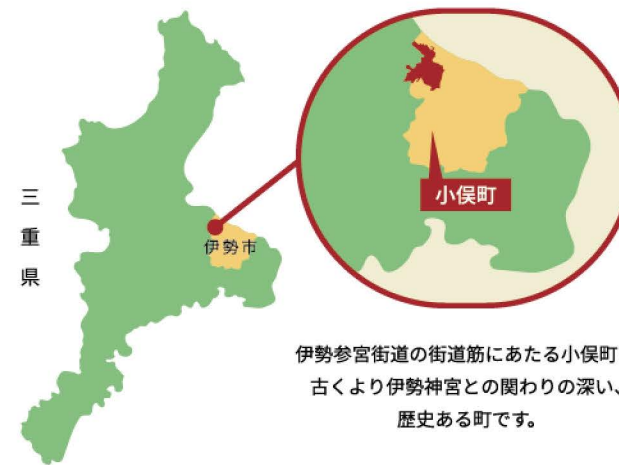 三重県
伊勢市
小俣町
伊勢参宮街道の街道筋にあたる小俣町
古くより伊勢神宮との関わりの深い、
歴史ある町です。